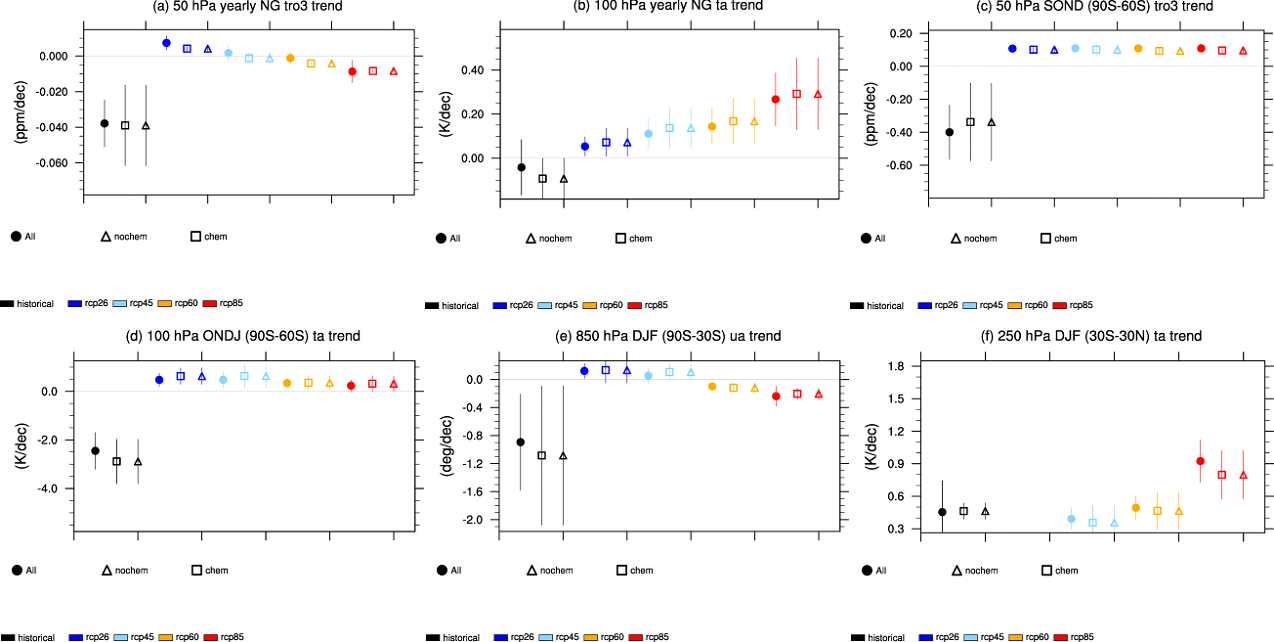 (a) 50 hPa yearly NG tro3 trend
(ppm/dec)
0.000
-0.020
-0.040
-0.060
All
nochem
chem
historical
rcp26
rcp45
rcp60
rcp85
(b) 100 hPa yearly NG ta trend
(K/dec)
0.40
0.20
0.00
All
nochem
chem
historical
rcp26
rcp45
rcp60
rcp85
(c) 50 hPa SOND (90S-60S) tro3 trend
(ppm/dec)
0.20
0.00
-0.20
-0.40
-0.60
All
nochem
chem
historical
rcp26
rcp45
rcp60
rcp85
(d) 100 hPa ONDJ (90S-60S) ta trend
(K/dec)
0.0
-2.0
-4.0
All
nochem
chem
historical
rcp26
rcp45
rcp60
rcp85
(e) 850 hPa DJF (90S-30S) ua trend
(deg/dec)
0.0
-0.4
-0.8
-1.2
-1.6
-2.0
All
nochem
chem
historical
rcp26
rcp45
rcp60
rcp85
(f) 250 hPa DJF (30S-30N) ta trend
(K/dec)
1.8
1.5
1.2
0.9
0.6
0.3
All
nochem
chem
historical
rcp26
rcp45
rcp60
rcp85